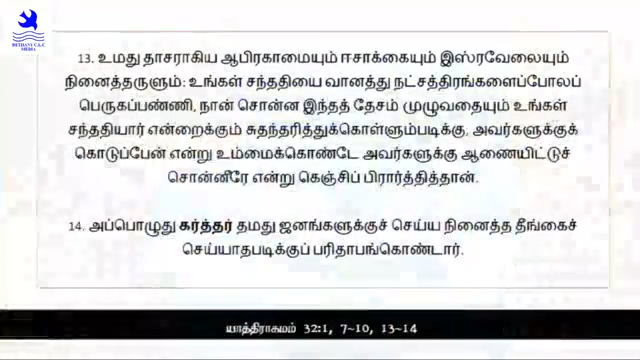 BETHANY C.L.C
MEDIA
13. உமது தாசராகிய ஆபிரகாமையும் ஈசாக்கையும் இஸ்ரவேலையும்
நினைத்தருளும்; உங்கள் சந்ததியை வானத்து நட்சத்திரங்களைப்போலப்
பெருகப்பண்ணி, நான் சொன்ன இந்தத் தேசம் முழுவதையும் உங்கள்
சந்ததியார் என்றைக்கும் சுதந்தரித்துக்கொள்ளும்படிக்கு, அவர்களுக்குக்
கொடுப்பேன் என்று உம்மைக்கொண்டே அவர்களுக்கு ஆணையிட்டுச்
சொன்னீரே என்று கெஞ்சிப் பிரார்த்தித்தான்.
14. அப்பொழுது கர்த்தர் தமது ஜனங்களுக்குச் செய்ய நினைத்த தீங்கைச்
செய்யாதபடிக்குப் பரிதாபங்கொண்டார்.
யாத்திராகமம் 32:1, 7-10, 13-14